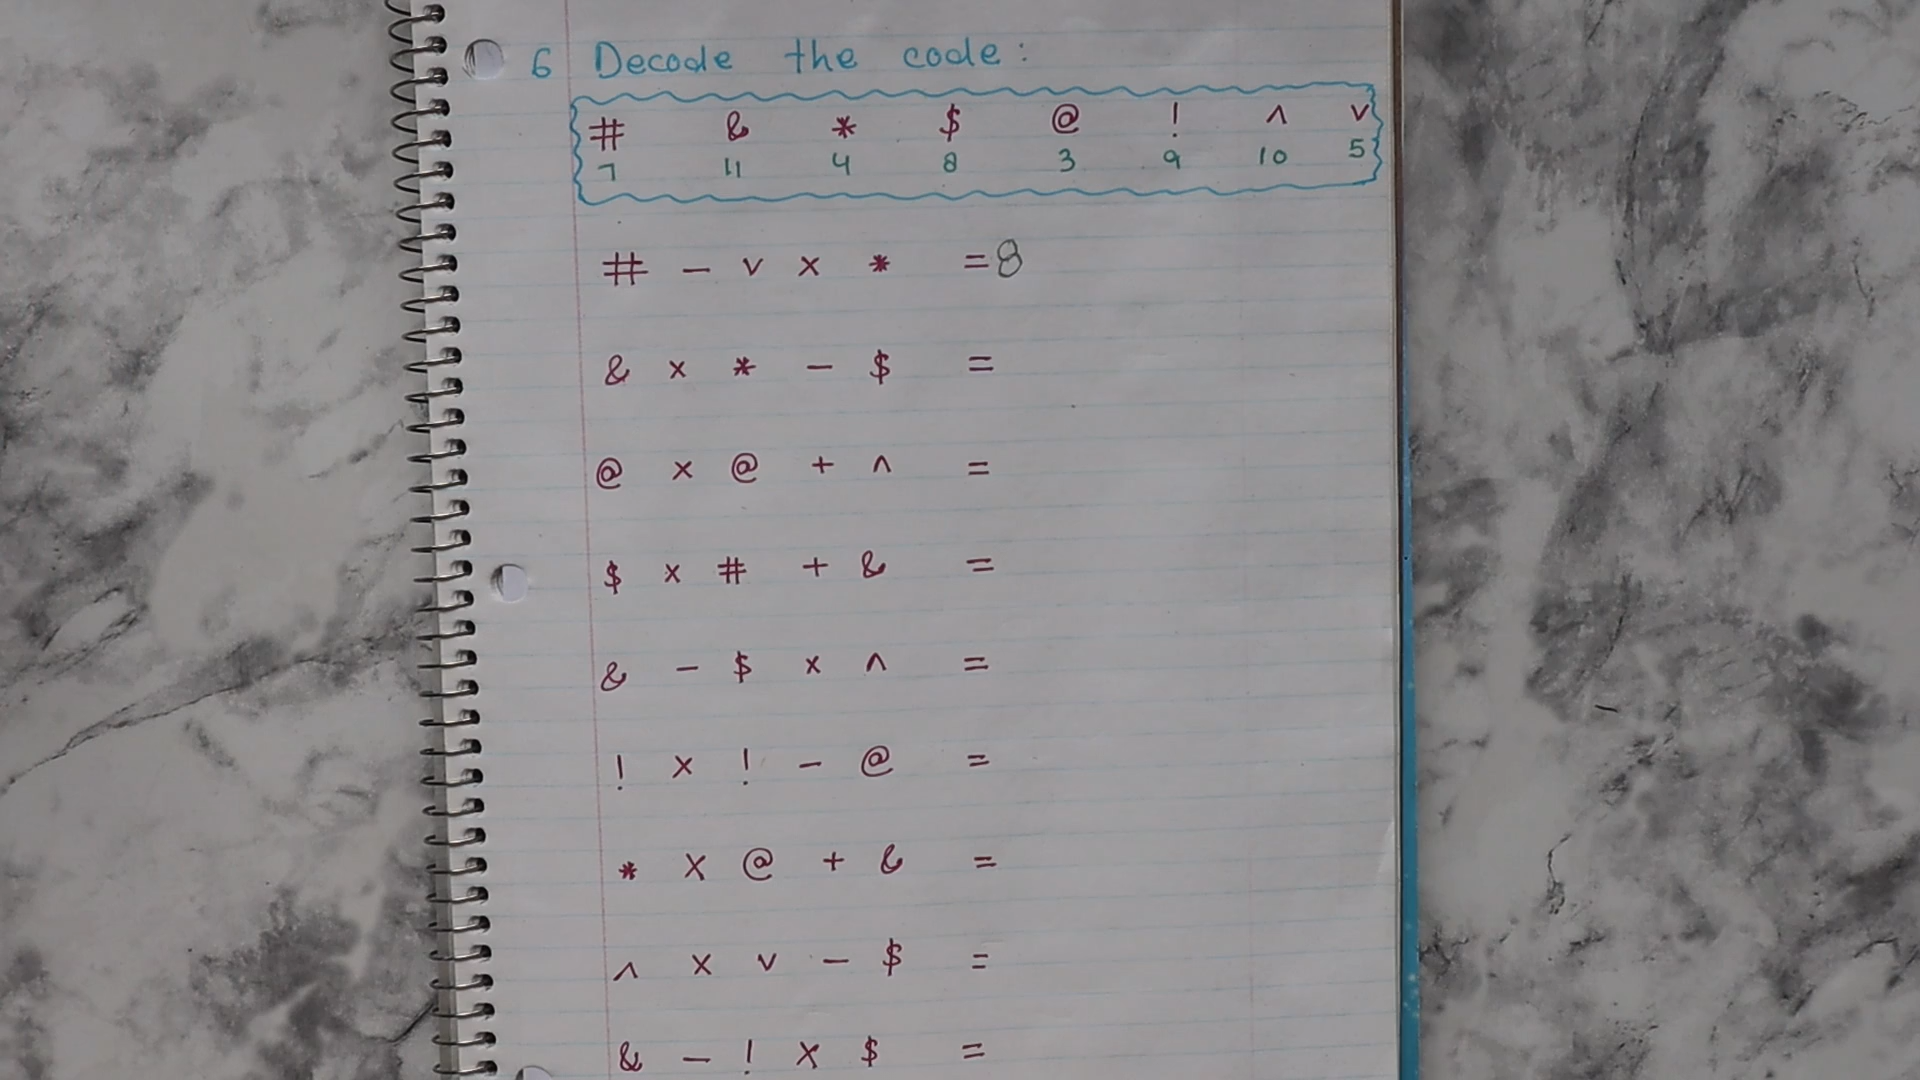 6 Decode the code:
# & * $ @ ! ^ v
7 11 4 8 3 9 10 5
# - v x * = 8
& x * - $ =
@ x @ + ^ =
$ x # + & =
& - $ x ^ =
! x ! - @ =
* x @ + & =
^ x v - $ =
& - ! x $ =